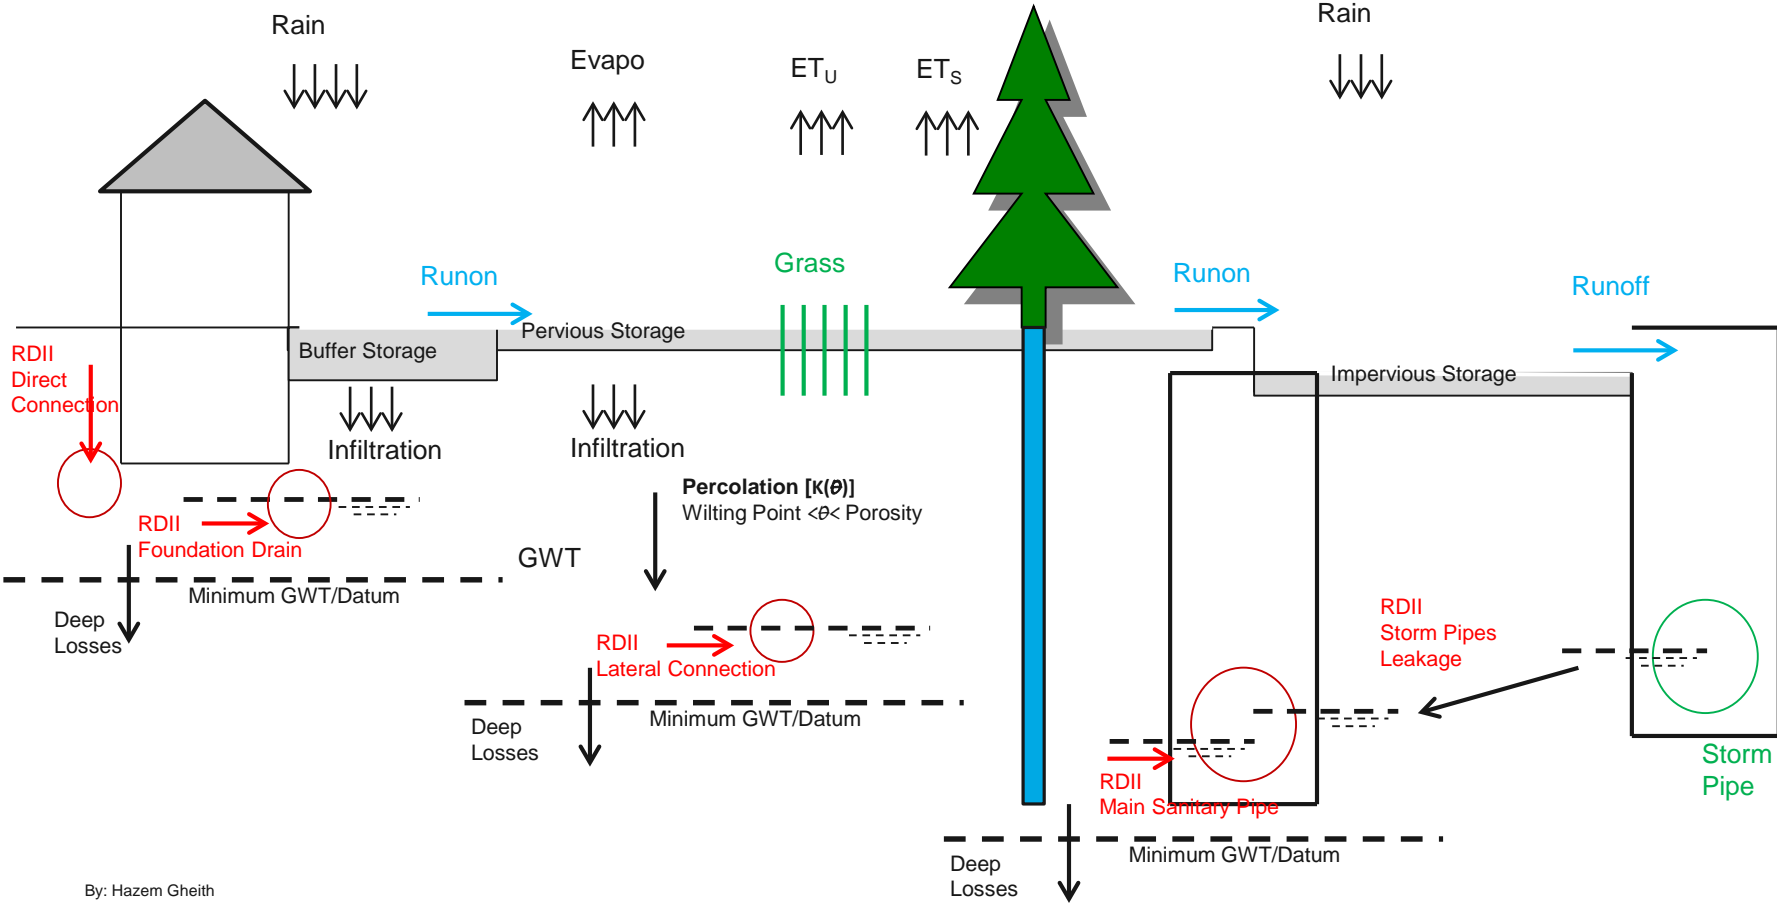 Rain
Evapo
ET_U
ET_S
Rain
Grass
Runon
Runon
Runoff
Pervious Storage
Buffer Storage
Impervious Storage
RDII
Direct
Connection
Infiltration
Infiltration
Percolation [K(θ)]
Wilting Point <θ< Porosity
RDII
Foundation Drain
GWT
Minimum GWT/Datum
Deep
Losses
RDII
Lateral Connection
Minimum GWT/Datum
Deep
Losses
RDII
Storm Pipes
Leakage
RDII
Main Sanitary Pipe
Storm
Pipe
Minimum GWT/Datum
Deep
Losses
By: Hazem Gheith